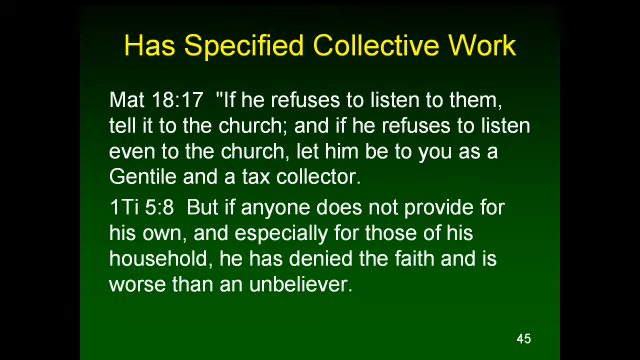 Has Specified Collective Work
Mat 18:17  "If he refuses to listen to them,
tell it to the church; and if he refuses to listen
even to the church, let him be to you as a
Gentile and a tax collector.
1Ti 5:8  But if anyone does not provide for
his own, and especially for those of his
household, he has denied the faith and is
worse than an unbeliever.
45